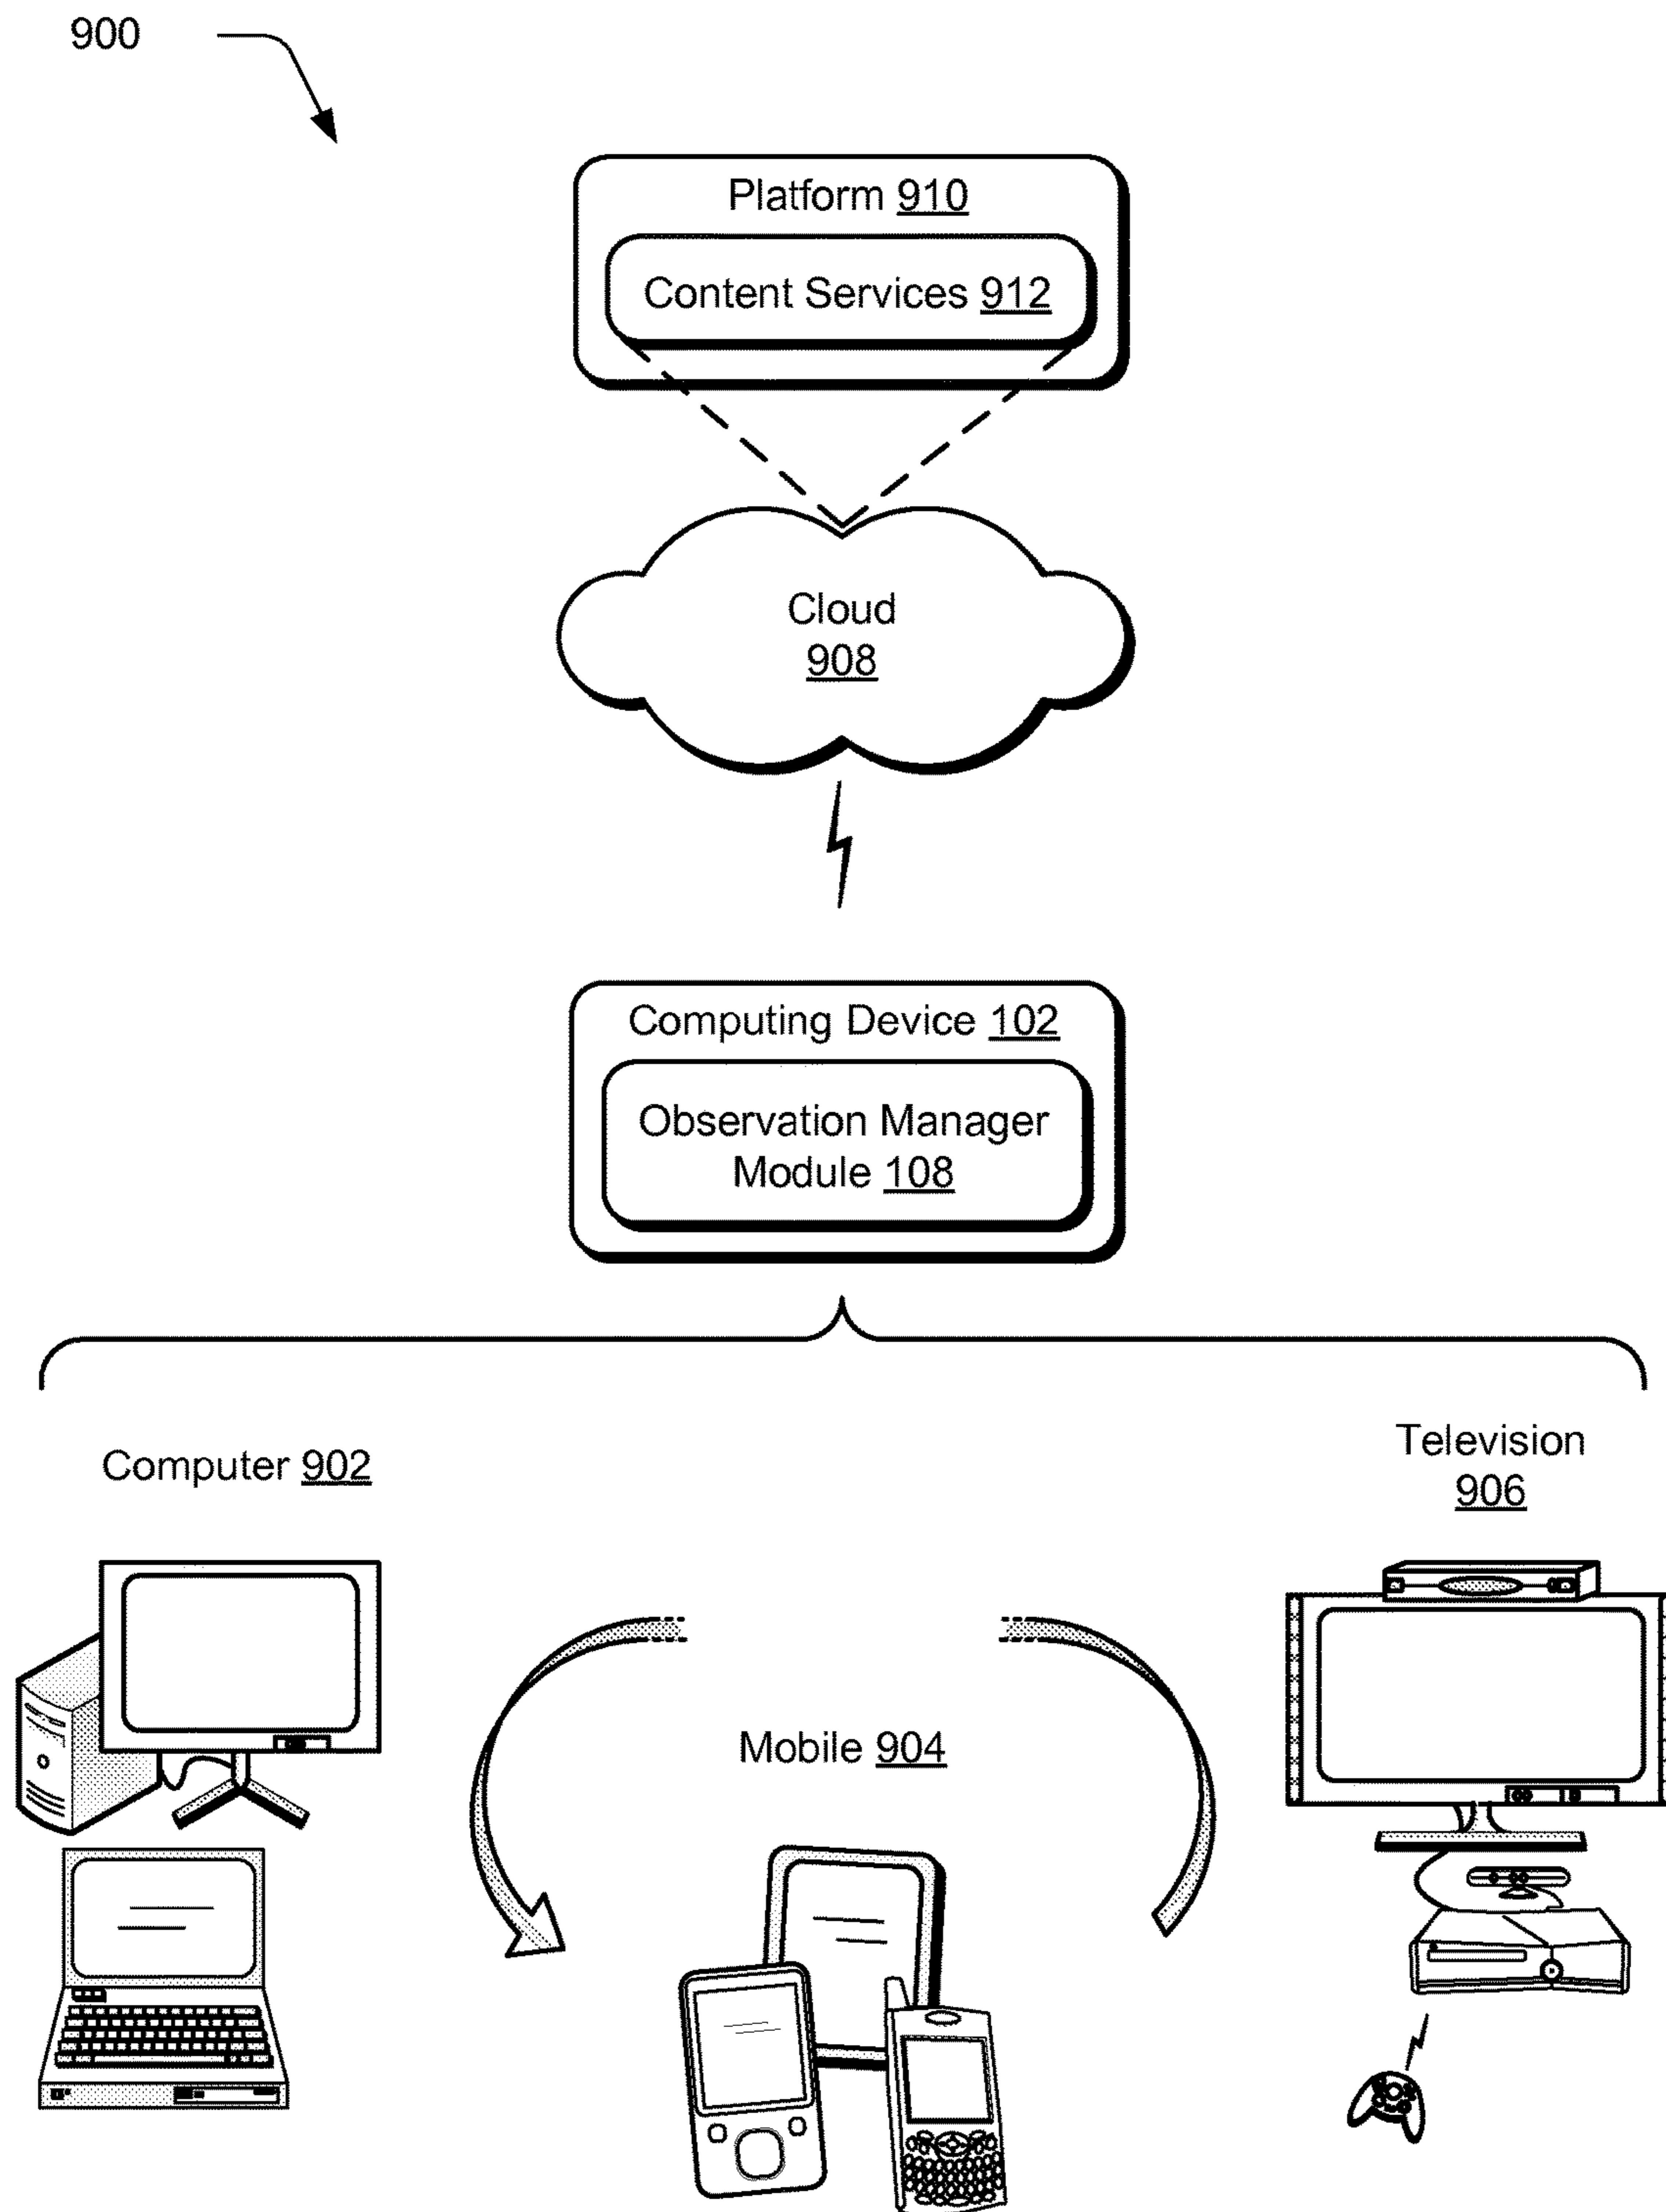 900
Platform 910
Content Services 912
Cloud
908
Computing Device 102
Observation Manager
Module 108
Computer 902
Television
906
Mobile 904